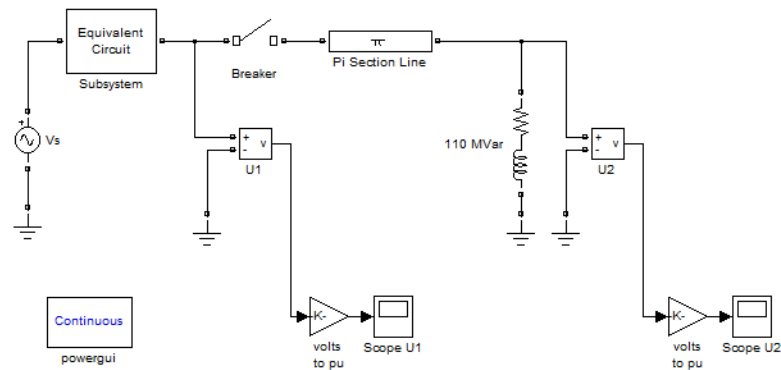 Equivalent
Circuit
Subsystem
Breaker
π
Pi Section Line
+
Vs
+
-
v
U1
110 MVar
+
-
v
U2
Continuous
powergui
K-
volts
to pu
Scope U1
K-
volts
to pu
Scope U2